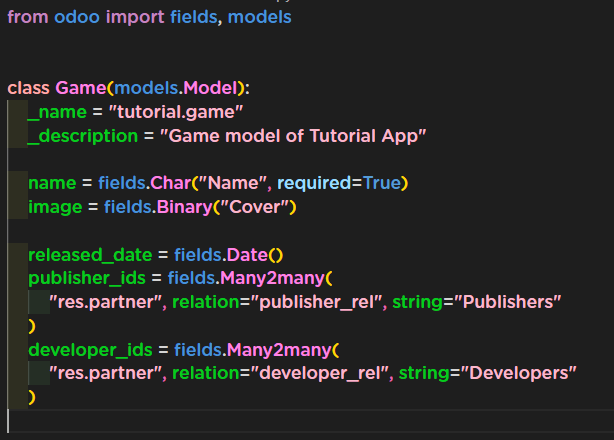 from odoo import fields, models
class Game(models.Model):
_name = "tutorial.game"
_description = "Game model of Tutorial App"
name = fields.Char("Name", required=True)
image = fields.Binary("Cover")
released_date = fields.Date()
publisher_ids = fields.Many2many(
"res.partner", relation="publisher_rel", string="Publishers"
)
developer_ids = fields.Many2many(
"res.partner", relation="developer_rel", string="Developers"
)